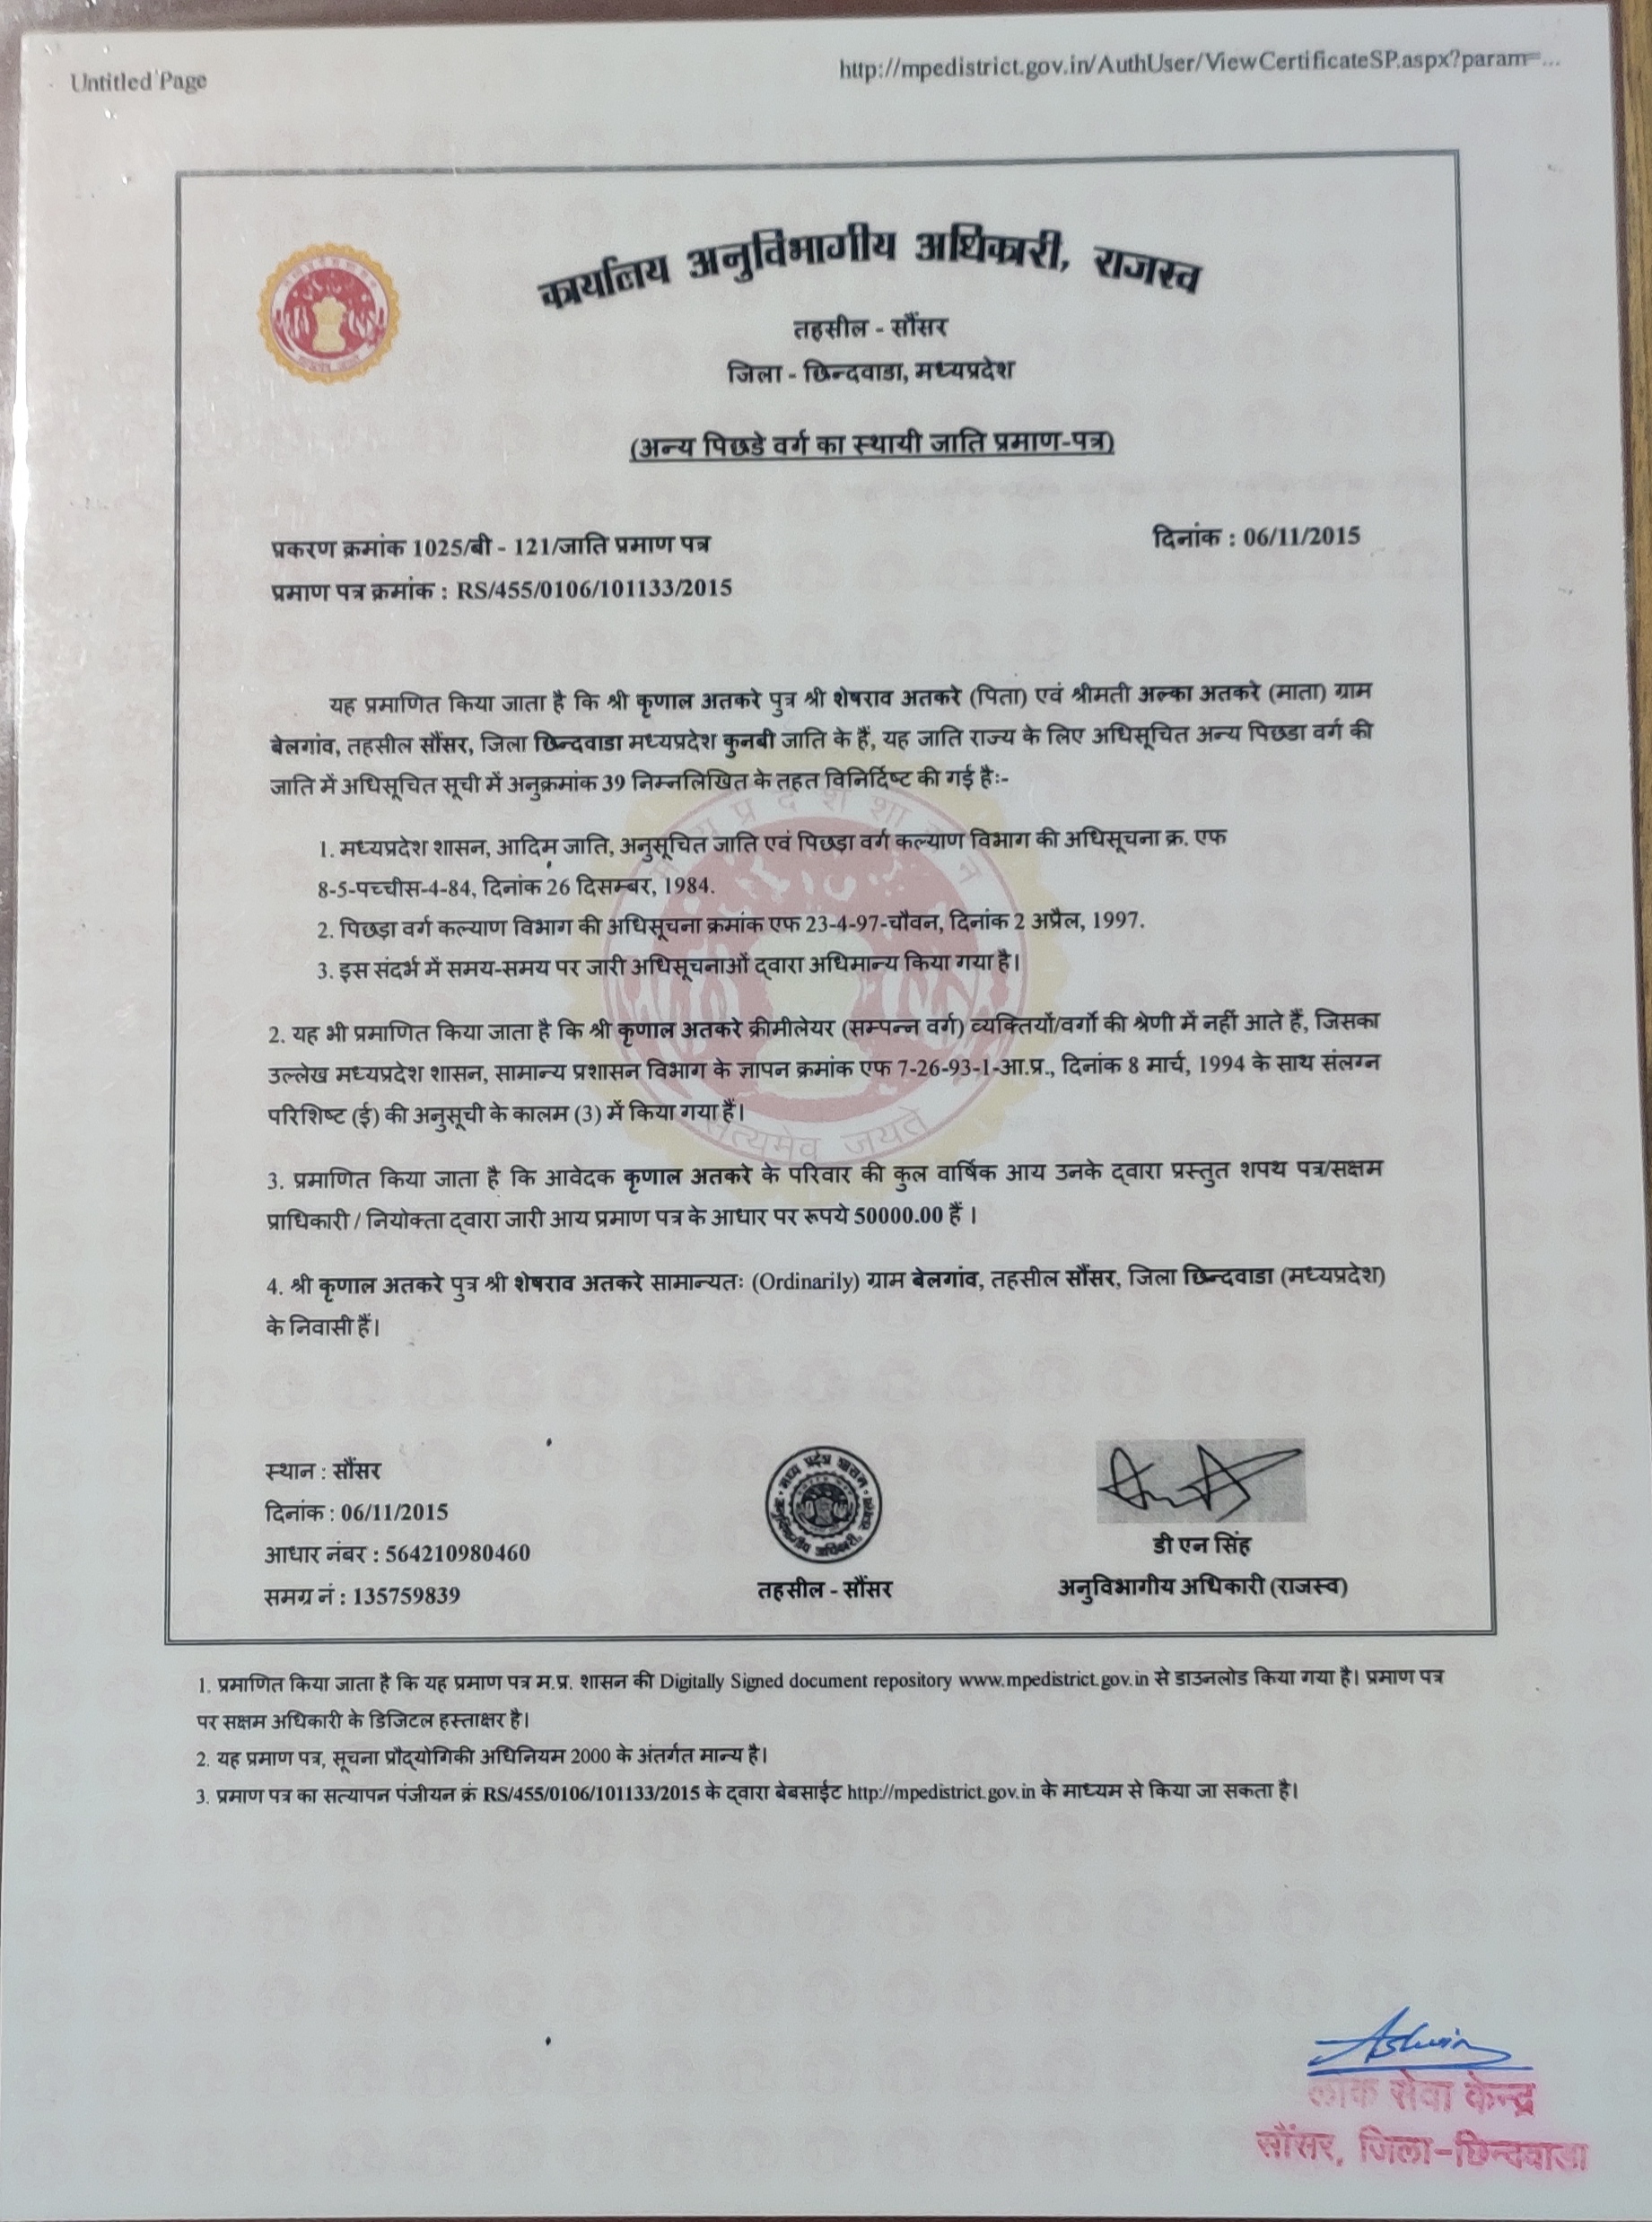 Untitled Page
http://mpedistrict.gov.in/AuthUser/ViewCertificateSP.aspx?param=...
कार्यालय अनुविभागीय अधिकारी, राजस्व
तहसील - सौंसर
जिला - छिन्दवाडा, मध्यप्रदेश
(अन्य पिछडे वर्ग का स्थायी जाति प्रमाण-पत्र)
प्रकरण क्रमांक 1025/बी - 121/जाति प्रमाण पत्र
दिनांक : 06/11/2015
प्रमाण पत्र क्रमांक : RS/455/0106/101133/2015
यह प्रमाणित किया जाता है कि श्री कृणाल अतकरे पुत्र श्री शेषराव अतकरे (पिता) एवं श्रीमती अल्का अतकरे (माता) ग्राम
बेलगांव, तहसील सौंसर, जिला छिन्दवाडा मध्यप्रदेश कुनबी जाति के हैं, यह जाति राज्य के लिए अधिसूचित अन्य पिछडा वर्ग की
जाति में अधिसूचित सूची में अनुक्रमांक 39 निम्नलिखित के तहत विनिर्दिष्ट की गई है:-
1. मध्यप्रदेश शासन, आदिम जाति, अनुसूचित जाति एवं पिछड़ा वर्ग कल्याण विभाग की अधिसूचना क्र. एफ
8-5-पच्चीस-4-84, दिनांक 26 दिसम्बर, 1984.
2. पिछड़ा वर्ग कल्याण विभाग की अधिसूचना क्रमांक एफ 23-4-97-चौवन, दिनांक 2 अप्रैल, 1997.
3. इस संदर्भ में समय-समय पर जारी अधिसूचनाओं द्वारा अधिमान्य किया गया है।
2. यह भी प्रमाणित किया जाता है कि श्री कृणाल अतकरे क्रीमीलेयर (सम्पन्न वर्ग) व्यक्तियों/वर्गो की श्रेणी में नहीं आते हैं, जिसका
उल्लेख मध्यप्रदेश शासन, सामान्य प्रशासन विभाग के ज्ञापन क्रमांक एफ 7-26-93-1-आ.प्र., दिनांक 8 मार्च, 1994 के साथ संलग्न
परिशिष्ट (ई) की अनुसूची के कालम (3) में किया गया हैं।
3. प्रमाणित किया जाता है कि आवेदक कृणाल अतकरे के परिवार की कुल वार्षिक आय उनके द्वारा प्रस्तुत शपथ पत्र/सक्षम
प्राधिकारी / नियोक्ता द्वारा जारी आय प्रमाण पत्र के आधार पर रूपये 50000.00 हैं ।
4. श्री कृणाल अतकरे पुत्र श्री शेषराव अतकरे सामान्यतः (Ordinarily) ग्राम बेलगांव, तहसील सौंसर, जिला छिन्दवाडा (मध्यप्रदेश)
के निवासी हैं।
स्थान : सौंसर
दिनांक : 06/11/2015
आधार नंबर : 564210980460
समग्र नं : 135759839
मध्य प्रदेश शासन
अनुविभागीय अधिकारी, राजस्व
तहसील - सौंसर
डी एन सिंह
अनुविभागीय अधिकारी (राजस्व)
1. प्रमाणित किया जाता है कि यह प्रमाण पत्र म.प्र. शासन की Digitally Signed document repository www.mpedistrict.gov.in से डाउनलोड किया गया है। प्रमाण पत्र
पर सक्षम अधिकारी के डिजिटल हस्ताक्षर है।
2. यह प्रमाण पत्र, सूचना प्रौद्योगिकी अधिनियम 2000 के अंतर्गत मान्य है।
3. प्रमाण पत्र का सत्यापन पंजीयन क्रं RS/455/0106/101133/2015 के द्वारा बेबसाईट http://mpedistrict.gov.in के माध्यम से किया जा सकता है।
Ashwin
लोक सेवा केन्द्र
सौंसर, जिला-छिन्दवाडा